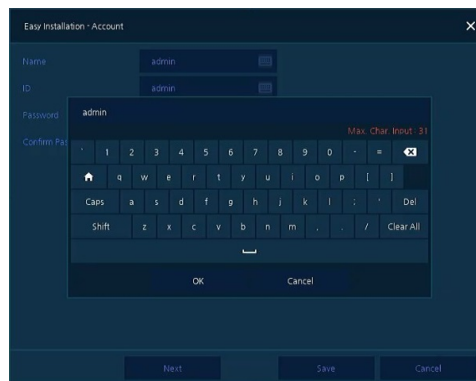 Easy Installation - Account
Name admin
ID admin
Password
Confirm Pas
admin
Max. Char. Input : 31
` 1 2 3 4 5 6 7 8 9 0 - =
q w e r t y u i o p [ ]
Caps a s d f g h j k l ; ' Del
Shift z x c v b n m , . / Clear All
OK Cancel
Next Save Cancel